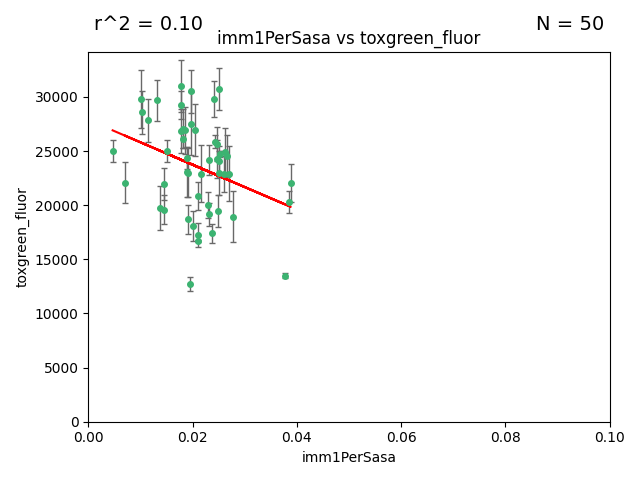 r^2 = 0.10
N = 50
imm1PerSasa vs toxgreen_fluor
toxgreen_fluor
30000
25000
20000
15000
10000
5000
0
0.00 0.02 0.04 0.06 0.08 0.10
imm1PerSasa